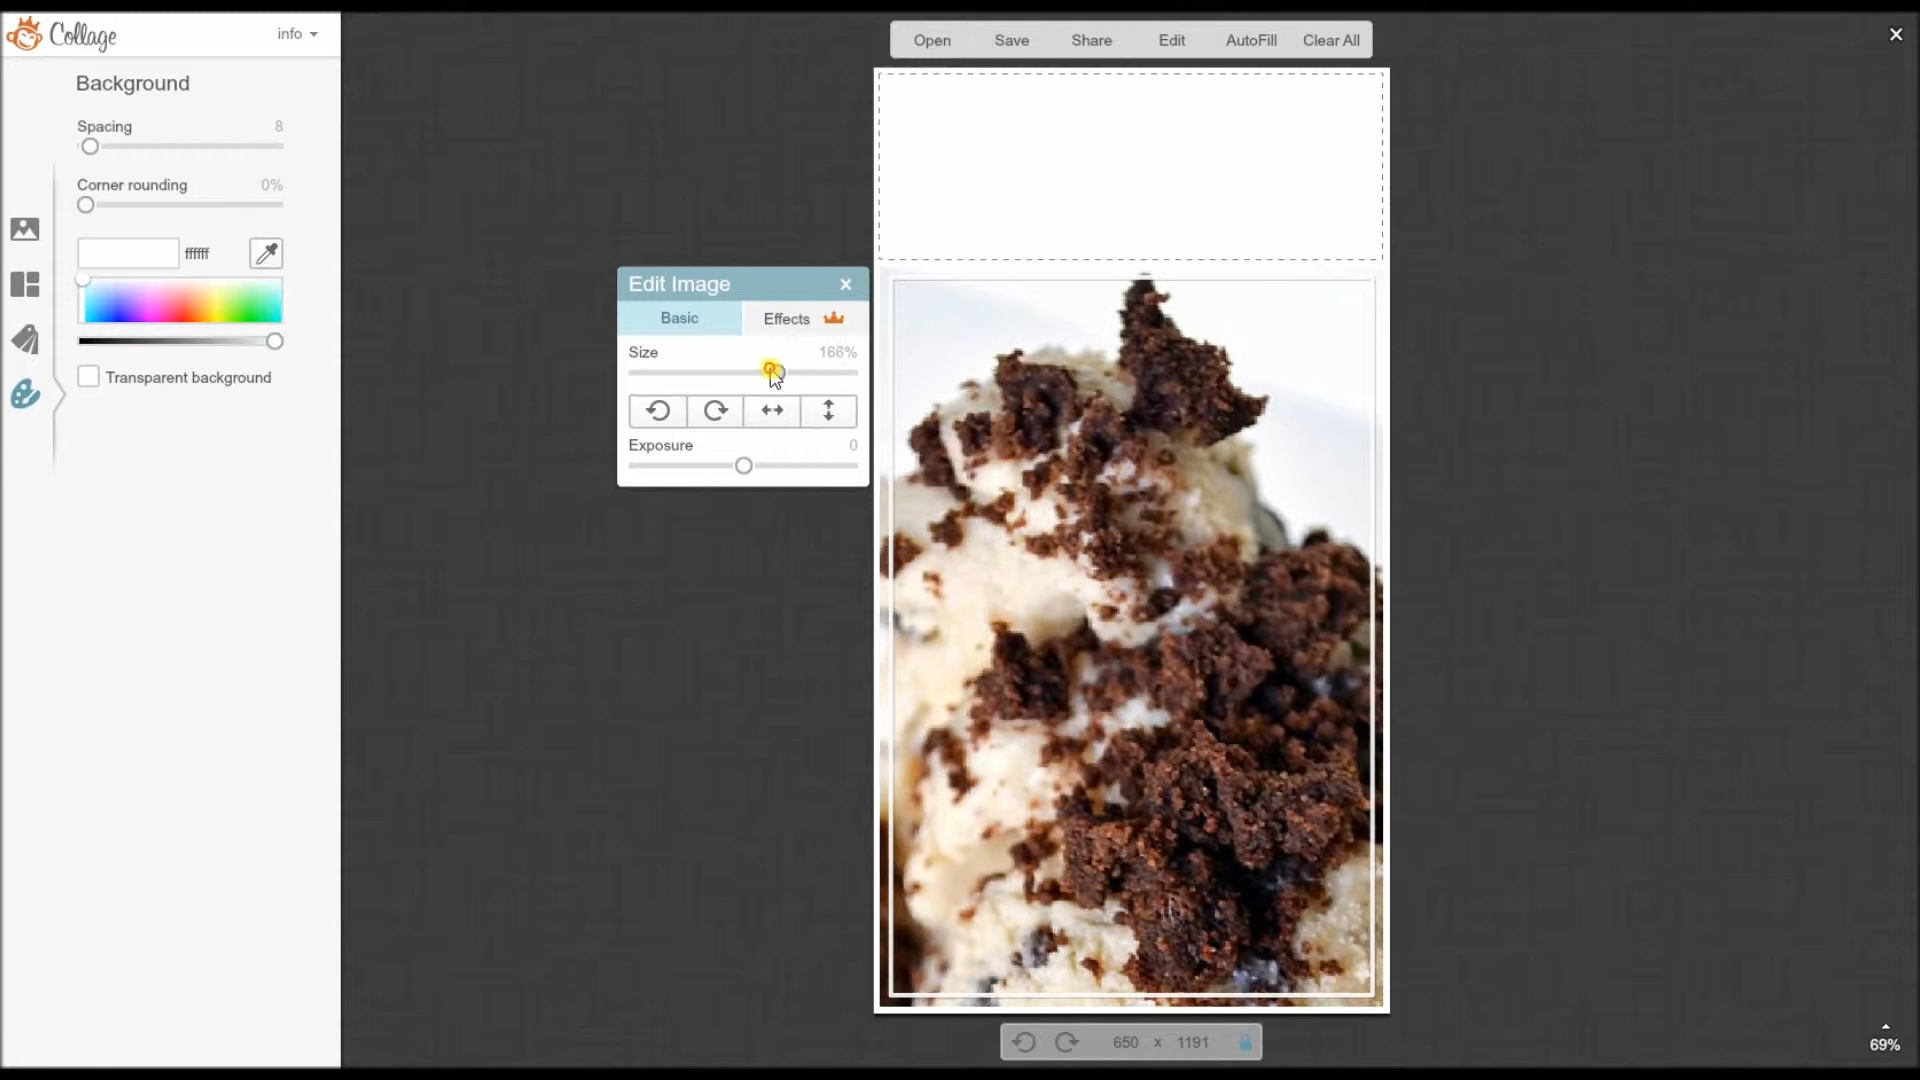 Collage
info
Open
Save
Share
Edit
AutoFill
Clear All
Background
Spacing
8
Corner rounding
0%
ffffff
Transparent background
Edit Image
Basic
Effects
Size
166%
Exposure
0
650 x 1191
69%